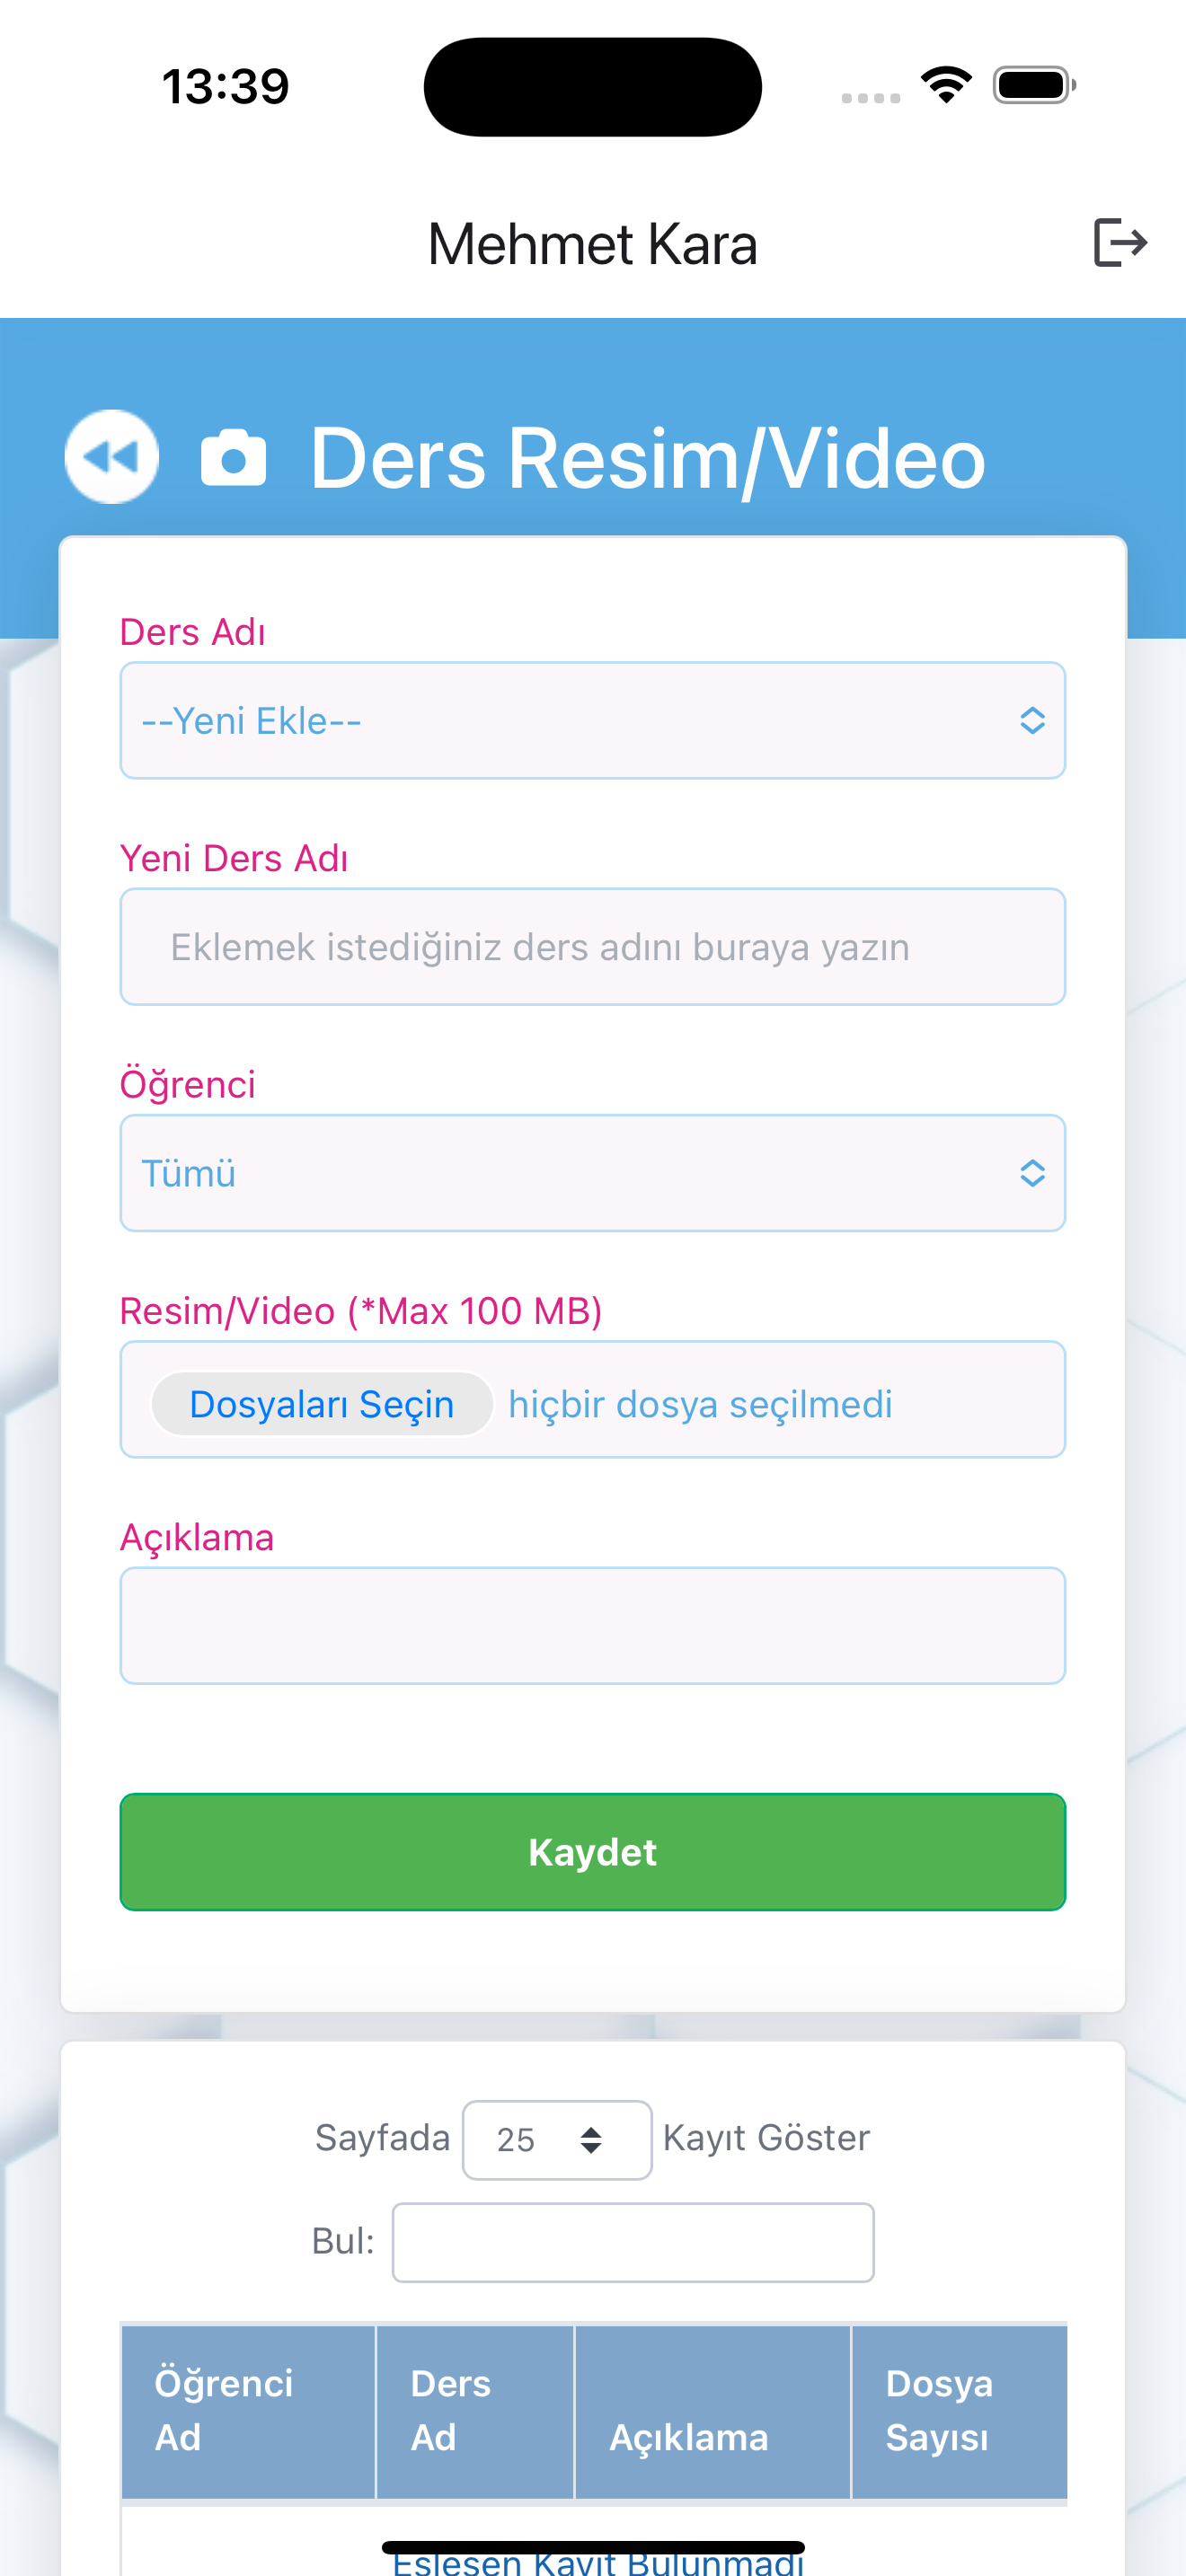 13:39
Mehmet Kara
Ders Resim/Video
Ders Adı
--Yeni Ekle--
Yeni Ders Adı
Eklemek istediğiniz ders adını buraya yazın
Öğrenci
Tümü
Resim/Video (*Max 100 MB)
Dosyaları Seçin hiçbir dosya seçilmedi
Açıklama
Kaydet
Sayfada 25 Kayıt Göster
Bul:
Öğrenci Ad
Ders Ad
Açıklama
Dosya Sayısı
Eşleşen Kayıt Bulunmadı